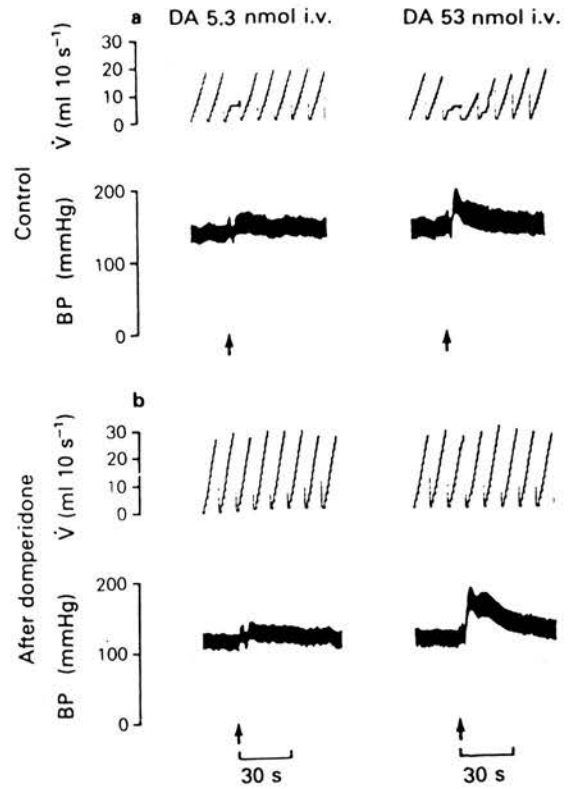 DA 5.3 nmol i.v.
DA 53 nmol i.v.
a
V̇ (ml 10 s⁻¹)
30
20
10
0
Control
BP (mmHg)
200
100
0
b
V̇ (ml 10 s⁻¹)
30
20
10
0
After domperidone
BP (mmHg)
200
100
0
30 s
30 s